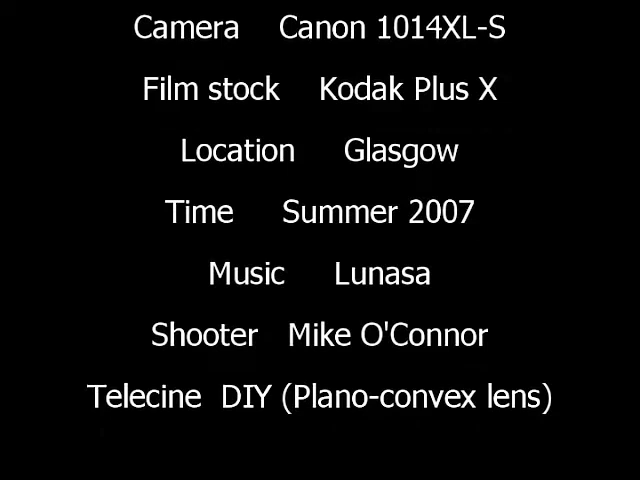 Camera Canon 1014XL-S
Film stock Kodak Plus X
Location Glasgow
Time Summer 2007
Music Lunasa
Shooter Mike O'Connor
Telecine DIY (Plano-convex lens)